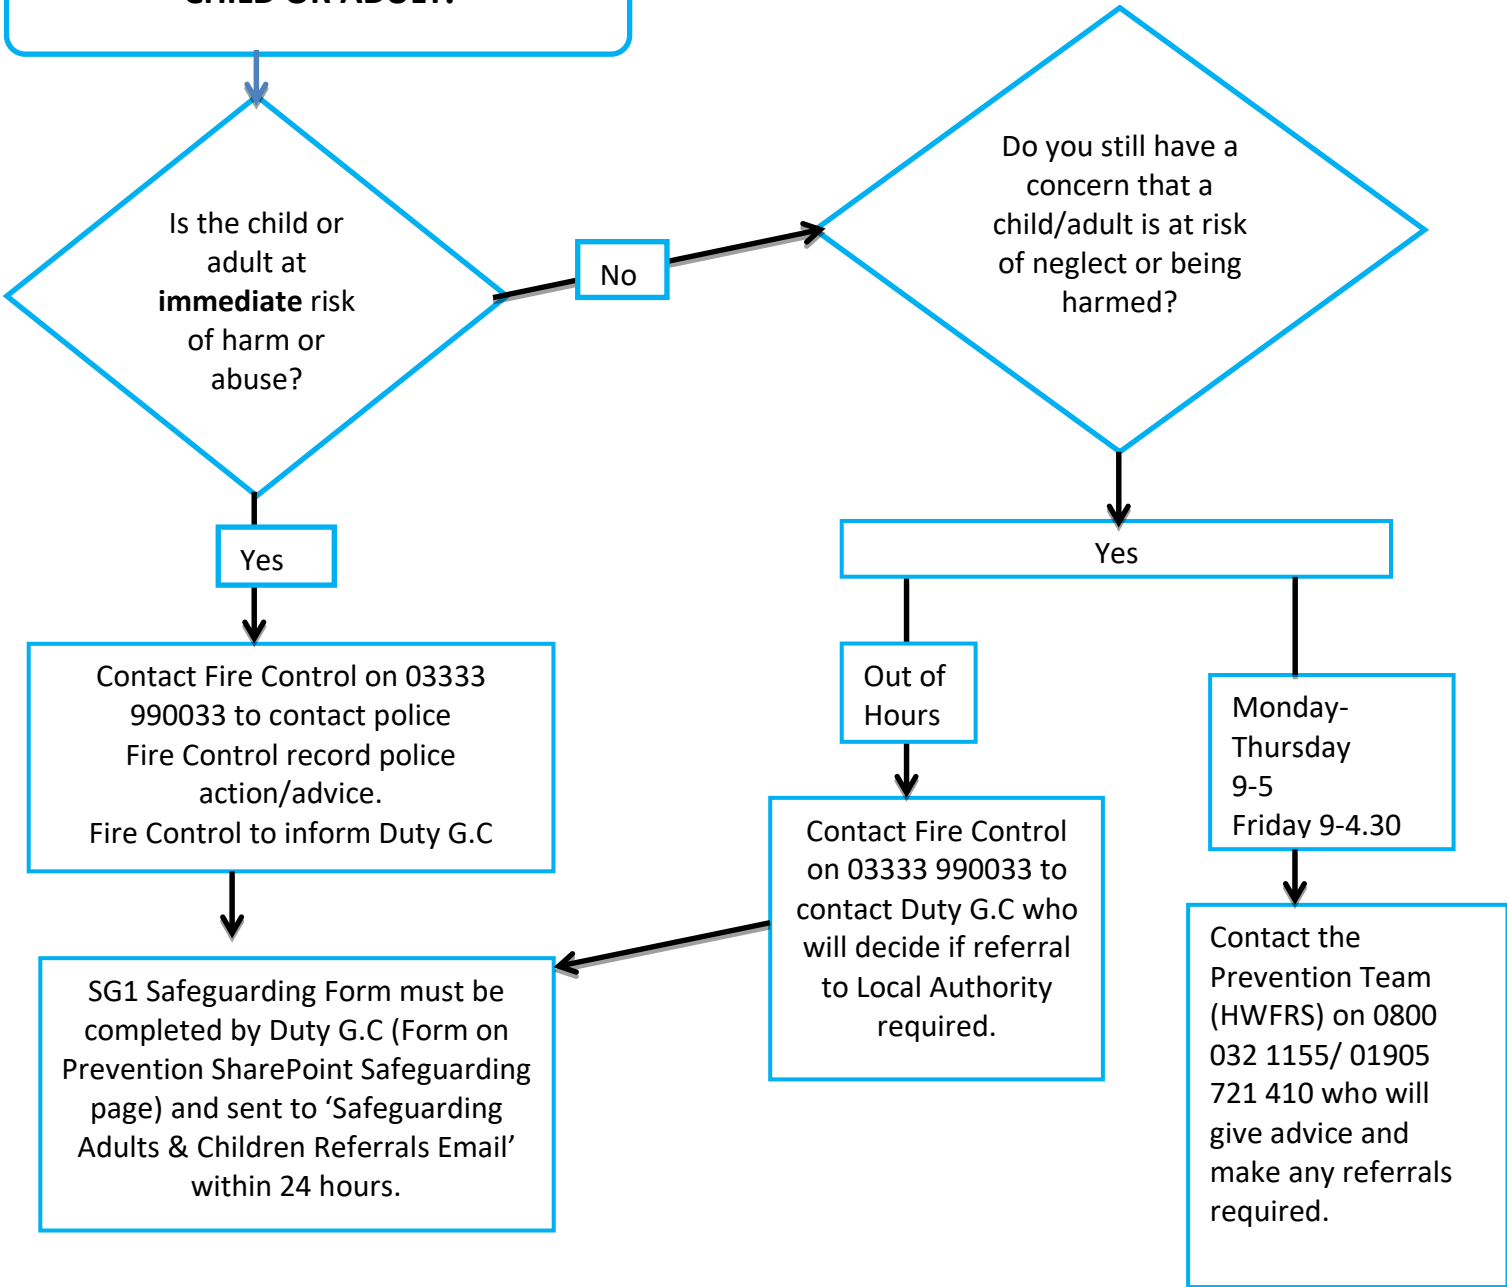 CHILD OR ADULT?
Is the child or
adult at
immediate risk
of harm or
abuse?
No
Do you still have a
concern that a
child/adult is at risk
of neglect or being
harmed?
Yes
Contact Fire Control on 03333
990033 to contact police
Fire Control record police
action/advice.
Fire Control to inform Duty G.C
SG1 Safeguarding Form must be
completed by Duty G.C (Form on
Prevention SharePoint Safeguarding
page) and sent to ‘Safeguarding
Adults & Children Referrals Email’
within 24 hours.
Yes
Out of
Hours
Contact Fire Control
on 03333 990033 to
contact Duty G.C who
will decide if referral
to Local Authority
required.
Monday-
Thursday
9-5
Friday 9-4.30
Contact the
Prevention Team
(HWFRS) on 0800
032 1155/ 01905
721 410 who will
give advice and
make any referrals
required.